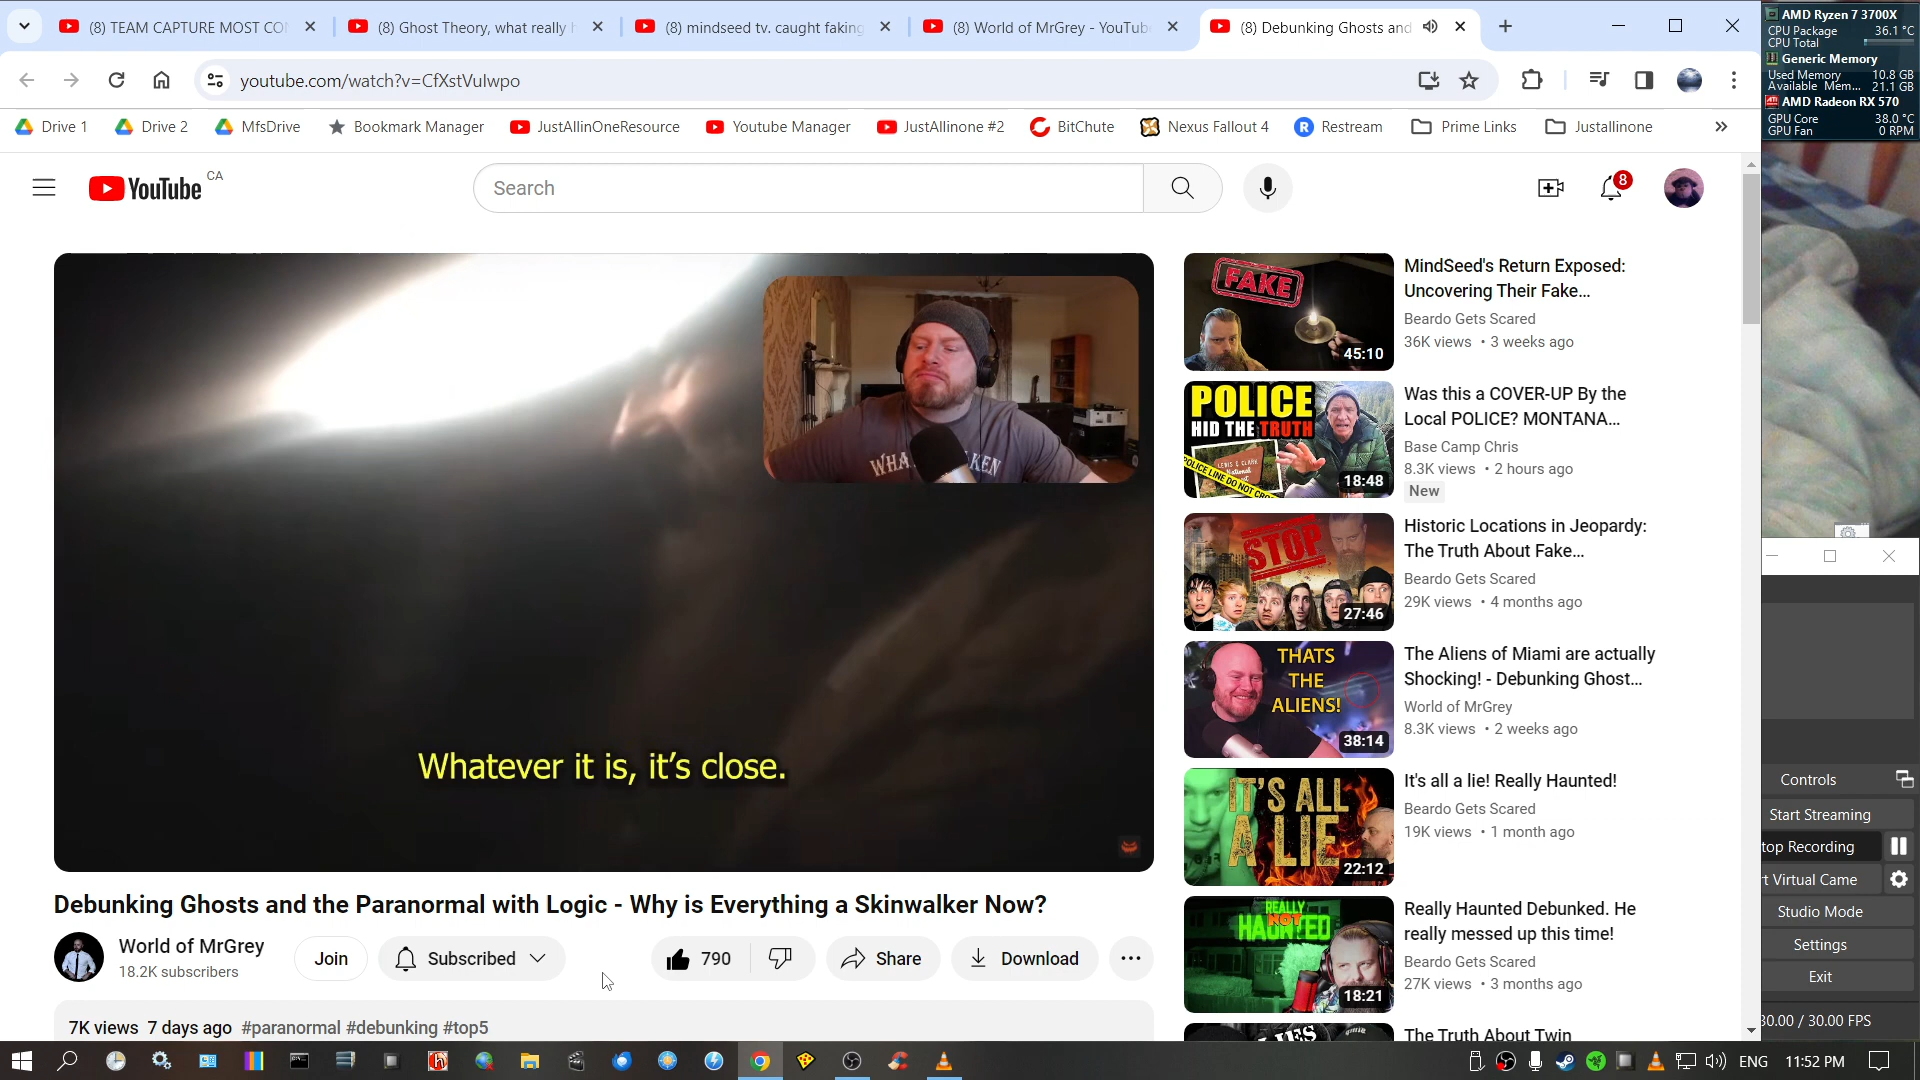 (8) TEAM CAPTURE MOST CO
(8) Ghost Theory, what really
(8) mindseed tv. caught faking
(8) World of MrGrey - YouTub
(8) Debunking Ghosts and
youtube.com/watch?v=CfXstVulwpo
Drive 1
Drive 2
MfsDrive
Bookmark Manager
JustAllinOneResource
Youtube Manager
JustAllinone #2
BitChute
Nexus Fallout 4
Restream
Prime Links
Justallinone
AMD Ryzen 7 3700X
CPU Package 36.1 °C
CPU Total
Generic Memory
Used Memory 10.8 GB
Available Mem... 21.1 GB
AMD Radeon RX 570
GPU Core 38.0 °C
GPU Fan 0 RPM
YouTube CA
Search
8
WHA KEN
Whatever it is, it's close.
Debunking Ghosts and the Paranormal with Logic - Why is Everything a Skinwalker Now?
World of MrGrey
18.2K subscribers
Join
Subscribed
790
Share
Download
7K views 7 days ago #paranormal #debunking #top5
FAKE
45:10
MindSeed's Return Exposed:
Uncovering Their Fake...
Beardo Gets Scared
36K views • 3 weeks ago
POLICE
HID THE TRUTH
LEWIS & CLARK
National
POLICE LINE DO NOT CRO
18:48
Was this a COVER-UP By the
Local POLICE? MONTANA...
Base Camp Chris
8.3K views • 2 hours ago
New
STOP
27:46
Historic Locations in Jeopardy:
The Truth About Fake...
Beardo Gets Scared
29K views • 4 months ago
THATS
THE
ALIENS!
38:14
The Aliens of Miami are actually
Shocking! - Debunking Ghost...
World of MrGrey
8.3K views • 2 weeks ago
IT'S ALL
A LIE
22:12
It's all a lie! Really Haunted!
Beardo Gets Scared
19K views • 1 month ago
REALLY
NOT
HAUNTED
18:21
Really Haunted Debunked. He
really messed up this time!
Beardo Gets Scared
27K views • 3 months ago
LIES
The Truth About Twin
Controls
Start Streaming
top Recording
rt Virtual Came
Studio Mode
Settings
Exit
30.00 / 30.00 FPS
ENG
11:52 PM